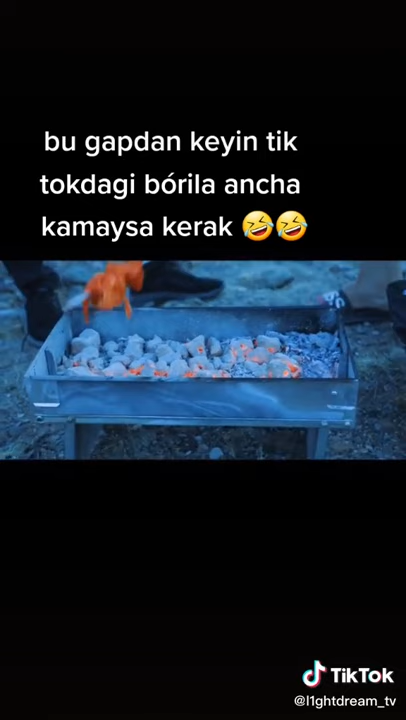 bu gapdan keyin tik
tokdagi bórila ancha
kamaysa kerak 🤣🤣
TikTok
@l1ghtdream_tv